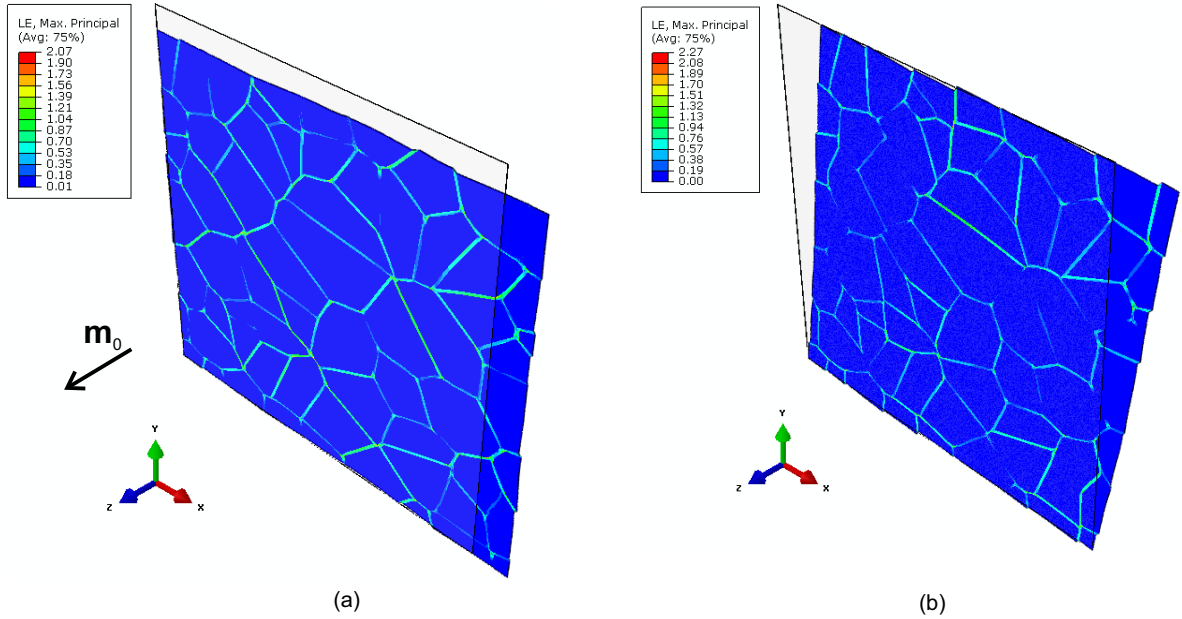 LE, Max. Principal
(Avg: 75%)
2.07
1.90
1.73
1.56
1.39
1.21
1.04
0.87
0.70
0.53
0.35
0.18
0.01
m0
Y
Z
X
(a)
LE, Max. Principal
(Avg: 75%)
2.27
2.08
1.89
1.70
1.51
1.32
1.13
0.94
0.76
0.57
0.38
0.19
0.00
Y
Z
X
(b)